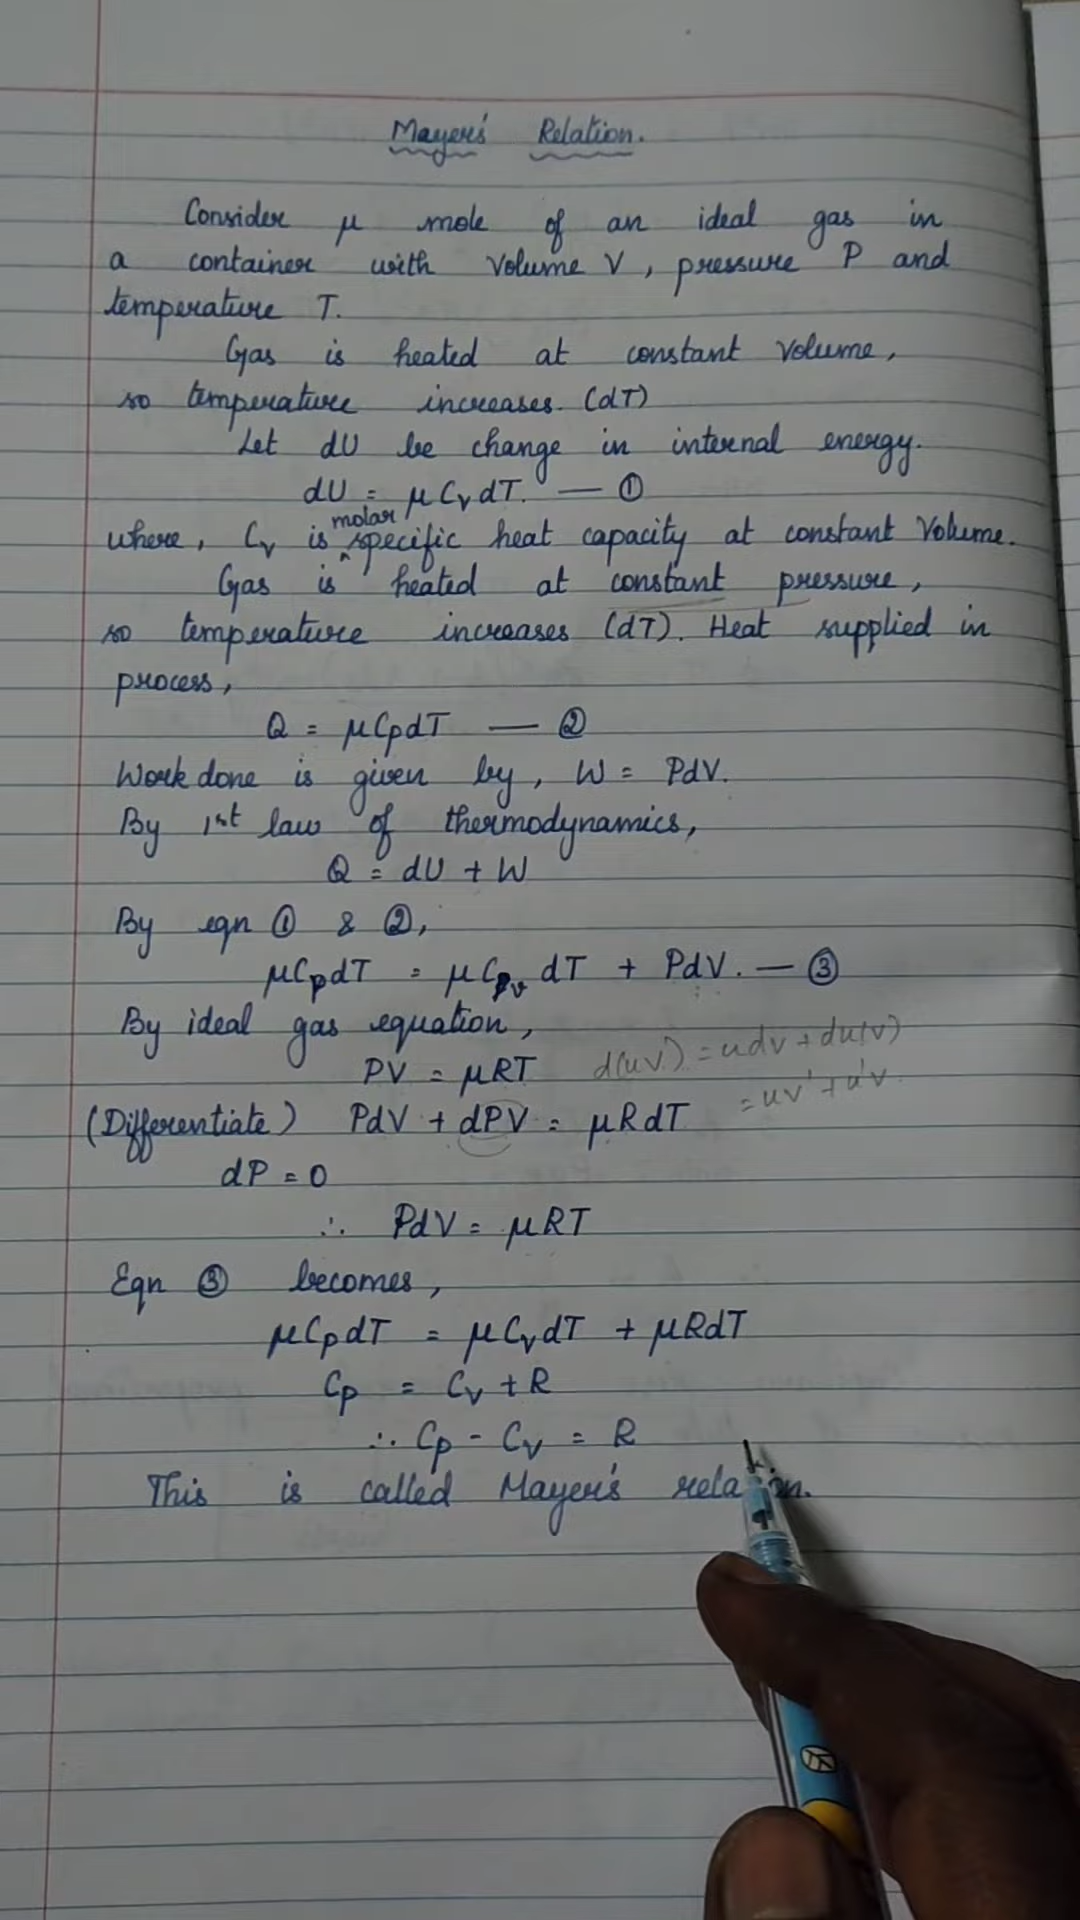 Mayer's Relation.
Consider μ mole of an ideal gas in
a container with volume V, pressure P and
temperature T.
Gas is heated at constant volume,
so temperature increases. (dT)
Let dU be change in internal energy.
dU = μ Cv dT. — ①
molar
where, Cv is ^ specific heat capacity at constant Volume.
Gas is heated at constant pressure,
so temperature increases (dT). Heat supplied in
process,
Q = μCpdT — ②
Work done is given by, W = PdV.
By 1st law of thermodynamics,
Q = dU + W
By eqn ① & ②,
μCpdT = μCv dT + PdV. — ③
By ideal gas equation,
PV = μRT d(uv) = udv + du(v)
= uv' + u'v.
(Differentiate) PdV + dPV = μRdT
dP = 0
∴ PdV = μRT
Eqn ③ becomes,
μCpdT = μCvdT + μRdT
Cp = Cv + R
∴ Cp - Cv = R
This is called Mayer's relation.